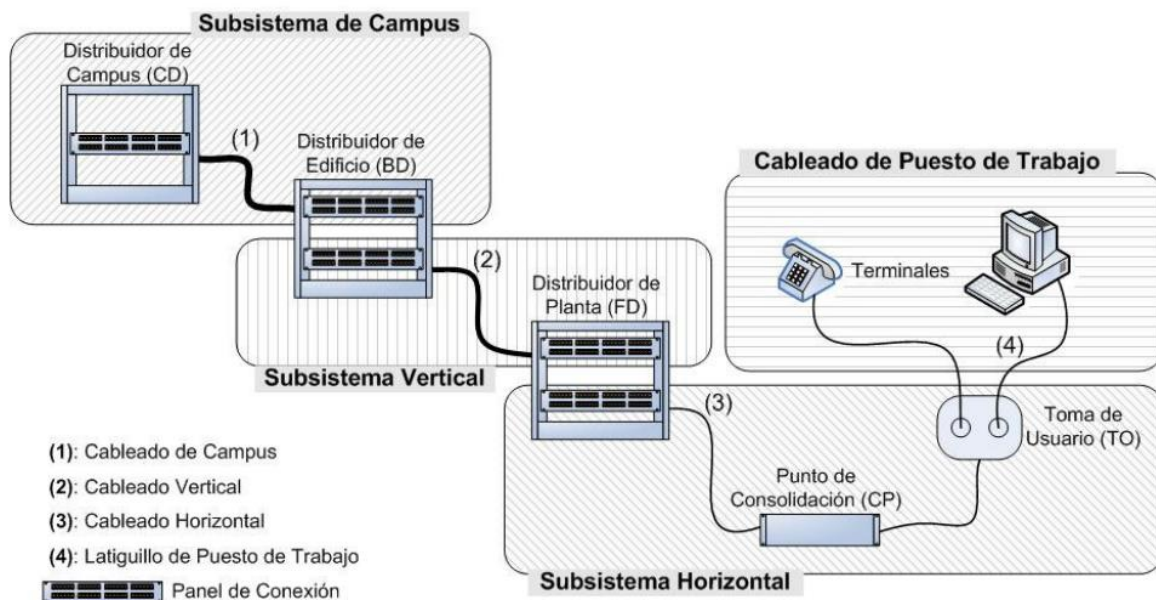 Subsistema de Campus
Distribuidor de
Campus (CD)
(1)
Distribuidor de
Edificio (BD)
Cableado de Puesto de Trabajo
(2)
Terminales
Distribuidor de
Planta (FD)
(4)
Subsistema Vertical
(3)
Toma de
Usuario (TO)
(1): Cableado de Campus
Punto de
Consolidación (CP)
(2): Cableado Vertical
(3): Cableado Horizontal
(4): Latiguillo de Puesto de Trabajo
Panel de Conexión
Subsistema Horizontal